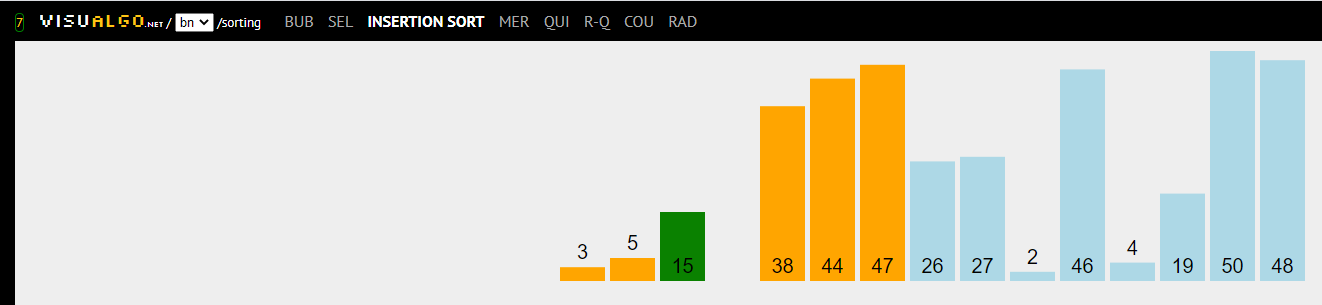 7 VISUALGO.NET / bn /sorting BUB SEL INSERTION SORT MER QUI R-Q COU RAD
3 5 15 38 44 47 26 27 2 46 4 19 50 48